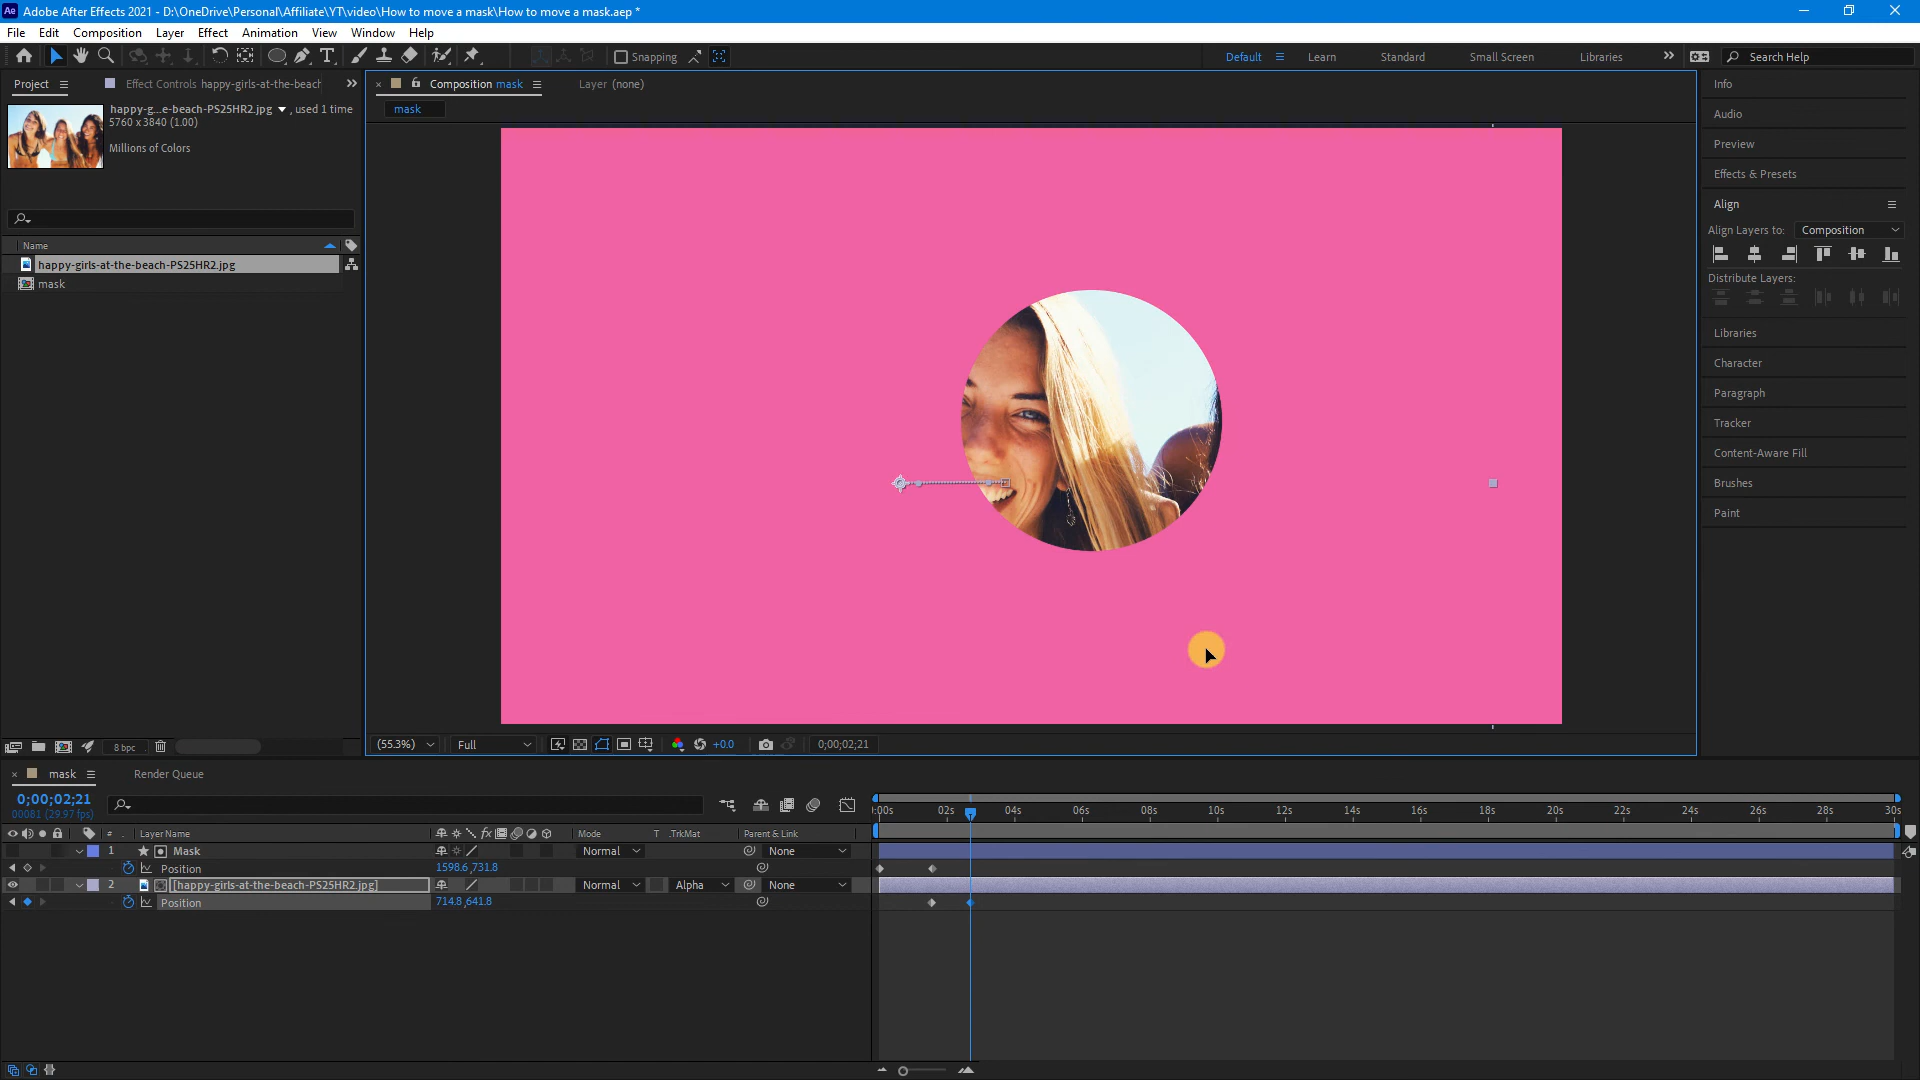 Ae Adobe After Effects 2021 - D:\OneDrive\Personal\Affiliate\YT\video\How to move a mask\How to move a mask.aep *
File Edit Composition Layer Effect Animation View Window Help
T Snapping Default Learn Standard Small Screen Libraries Search Help
Project Effect Controls happy-girls-at-the-beach
Composition mask Layer (none)
mask
happy-g...e-beach-PS25HR2.jpg , used 1 time
5760 x 3840 (1.00)
Millions of Colors
Name
happy-girls-at-the-beach-PS25HR2.jpg
mask
8 bpc
(55.3%) Full +0.0 0;00;02;21
Info
Audio
Preview
Effects & Presets
Align
Align Layers to: Composition
Distribute Layers:
Libraries
Character
Paragraph
Tracker
Content-Aware Fill
Brushes
Paint
mask Render Queue
0;00;02;21
00081 (29.97 fps)
# Layer Name fx Mode T .TrkMat Parent & Link
:00s 02s 04s 06s 08s 10s 12s 14s 16s 18s 20s 22s 24s 26s 28s 30s
1 Mask Normal None
Position 1598.6,731.8
2 [happy-girls-at-the-beach-PS25HR2.jpg] Normal Alpha None
Position 714.8,641.8